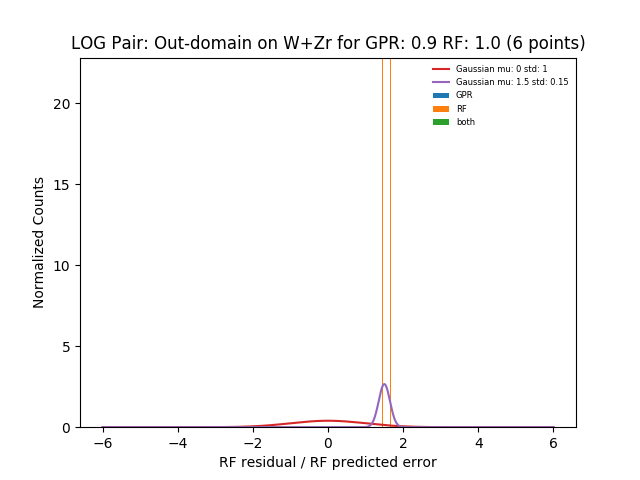 LOG Pair: Out-domain on W+Zr for GPR: 0.9 RF: 1.0 (6 points)
Gaussian mu: 0 std: 1
Gaussian mu: 1.5 std: 0.15
GPR
RF
both
Normalized Counts
20
15
10
5
0
−6 −4 −2 0 2 4 6
RF residual / RF predicted error